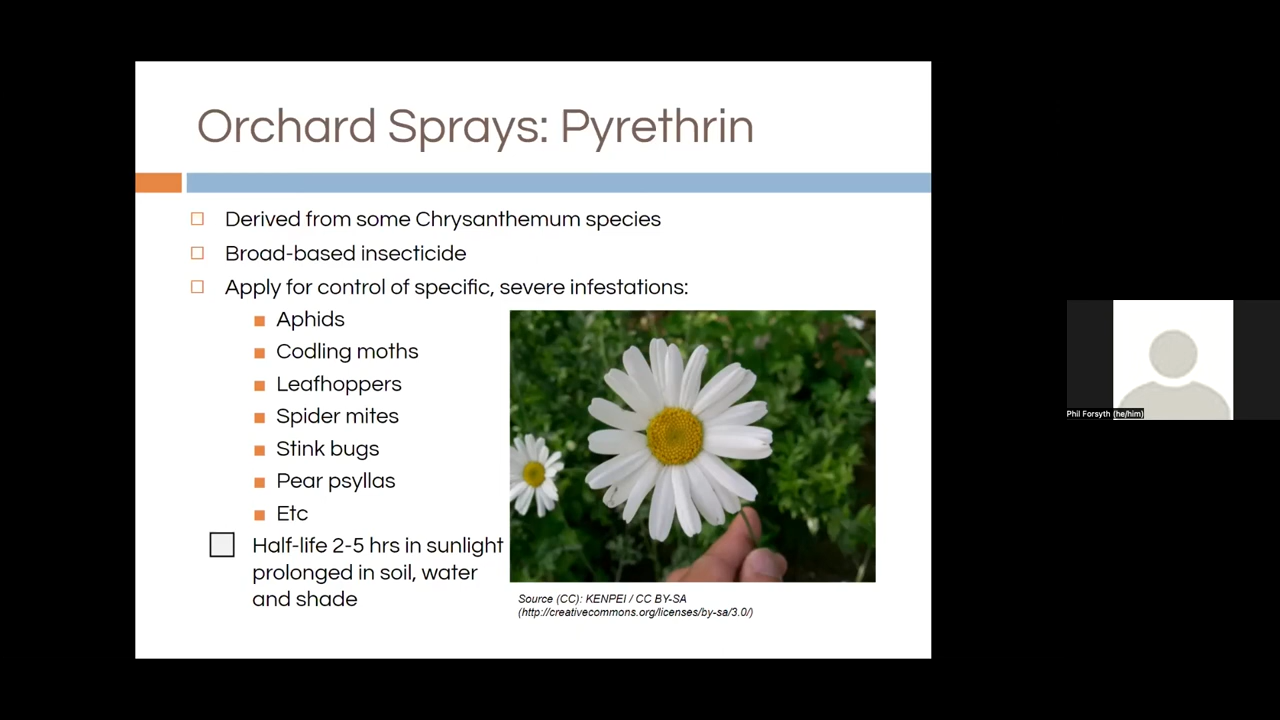 Orchard Sprays: Pyrethrin
Derived from some Chrysanthemum species
Broad-based insecticide
Apply for control of specific, severe infestations:
Aphids
Codling moths
Leafhoppers
Spider mites
Stink bugs
Pear psyllas
Etc
Half-life 2-5 hrs in sunlight
prolonged in soil, water
and shade
Source (CC): KENPEI / CC BY-SA
(http://creativecommons.org/licenses/by-sa/3.0/)
Phil Forsyth (he/him)